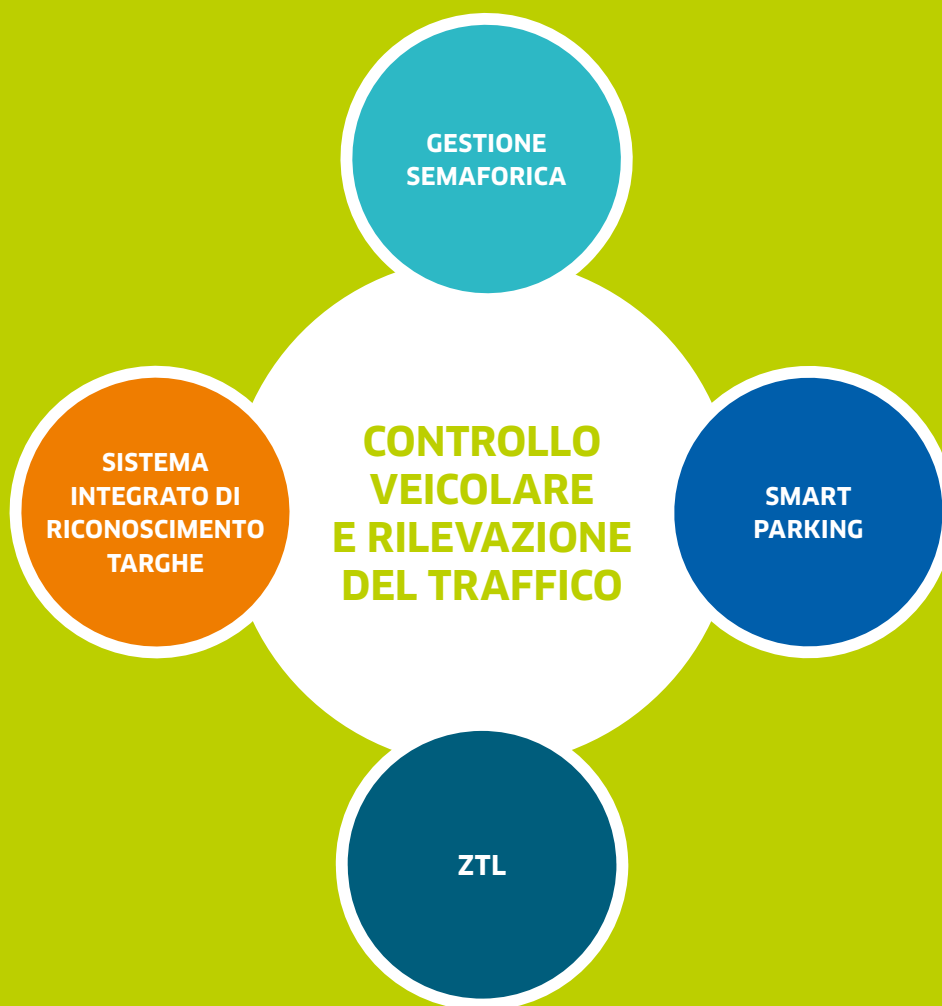 GESTIONE
SEMAFORICA
SISTEMA
INTEGRATO DI
RICONOSCIMENTO
TARGHE
CONTROLLO
VEICOLARE
E RILEVAZIONE
DEL TRAFFICO
SMART
PARKING
ZTL